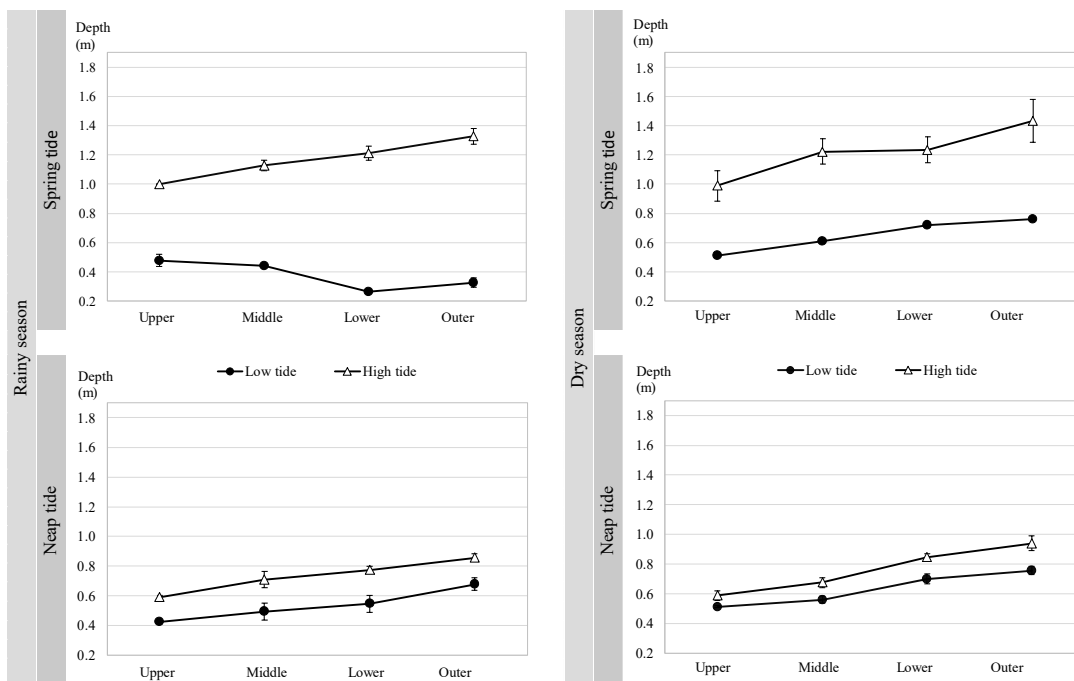 Rainy season
Spring tide
Depth
(m)
1.8
1.6
1.4
1.2
1.0
0.8
0.6
0.4
0.2
Upper Middle Lower Outer
Low tide High tide
Neap tide
Depth
(m)
1.8
1.6
1.4
1.2
1.0
0.8
0.6
0.4
0.2
Upper Middle Lower Outer
Dry season
Spring tide
Depth
(m)
1.8
1.6
1.4
1.2
1.0
0.8
0.6
0.4
0.2
Upper Middle Lower Outer
Low tide High tide
Neap tide
Depth
(m)
1.8
1.6
1.4
1.2
1.0
0.8
0.6
0.4
0.2
Upper Middle Lower Outer